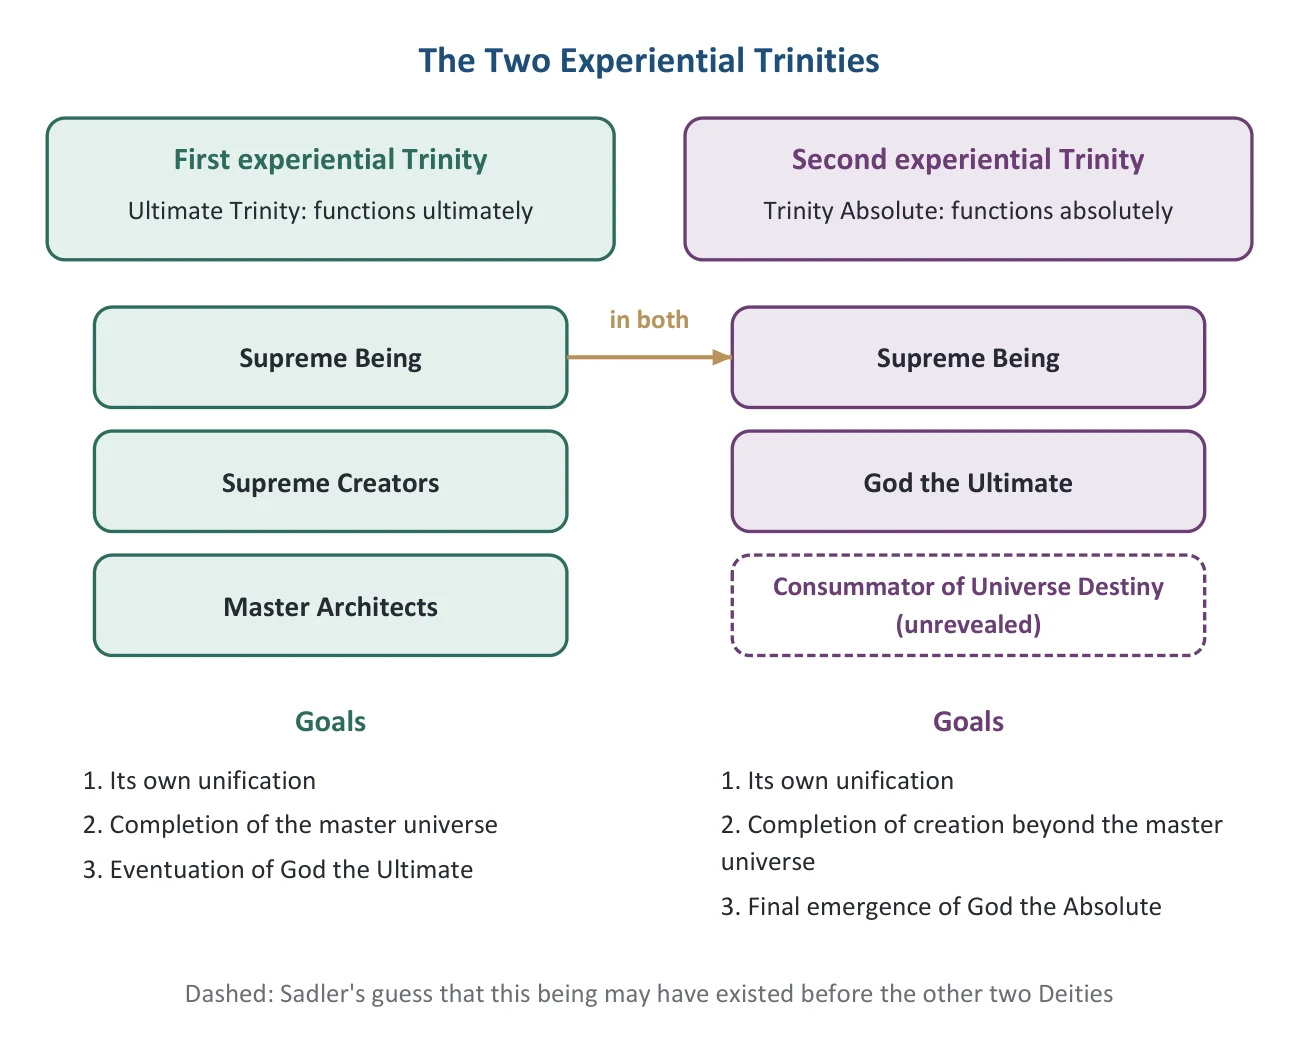 The Two Experiential Trinities
First experiential Trinity
Ultimate Trinity: functions ultimately
Second experiential Trinity
Trinity Absolute: functions absolutely
Supreme Being
in both
Supreme Being
Supreme Creators
God the Ultimate
Master Architects
Consummator of Universe Destiny
(unrevealed)
Goals
1. Its own unification
2. Completion of the master universe
3. Eventuation of God the Ultimate
Goals
1. Its own unification
2. Completion of creation beyond the master
universe
3. Final emergence of God the Absolute
Dashed: Sadler's guess that this being may have existed before the other two Deities